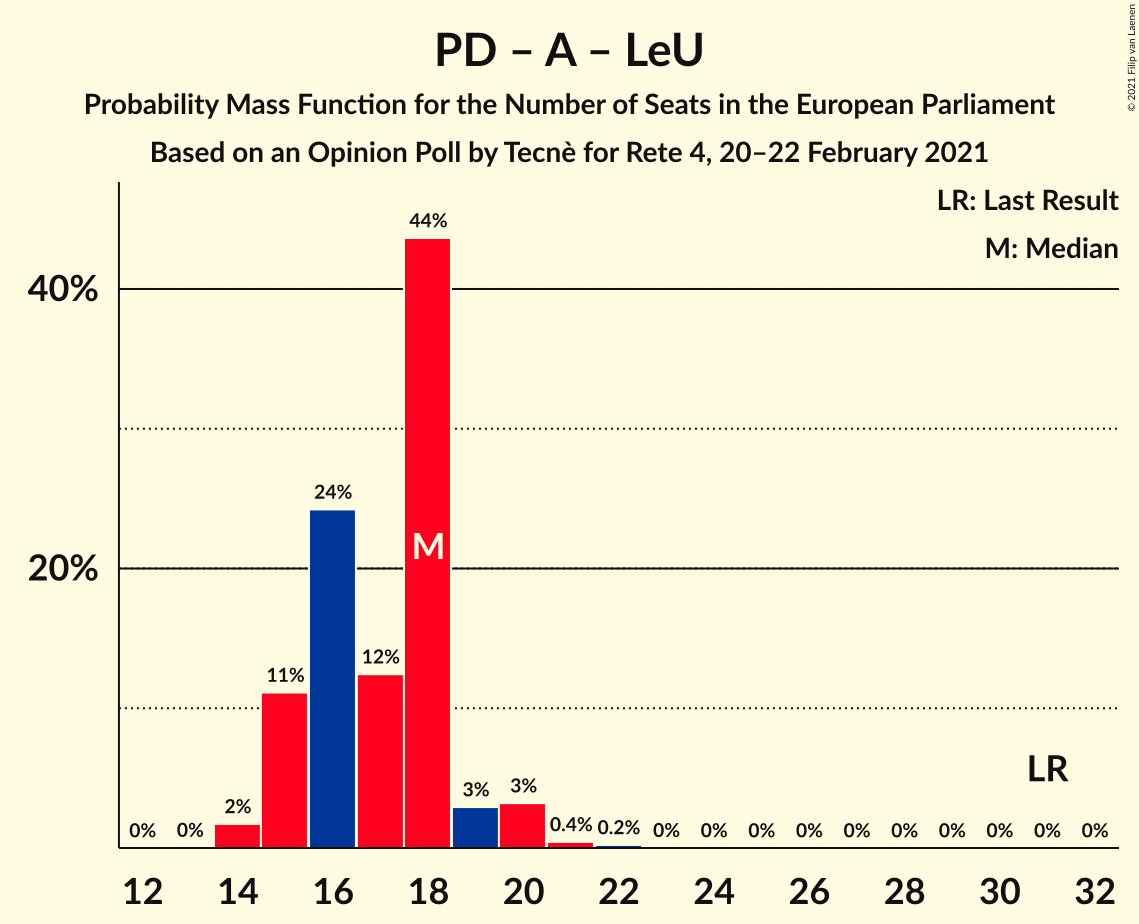 PD – A – LeU
Probability Mass Function for the Number of Seats in the European Parliament
Based on an Opinion Poll by Tecnè for Rete 4, 20–22 February 2021
© 2021 Filip van Laenen
LR: Last Result
M: Median
40%
20%
0%
0%
2%
11%
24%
12%
44%
M
3%
3%
0.4%
0.2%
0%
0%
0%
0%
0%
0%
0%
0%
0%
0%
LR
12 14 16 18 20 22 24 26 28 30 32